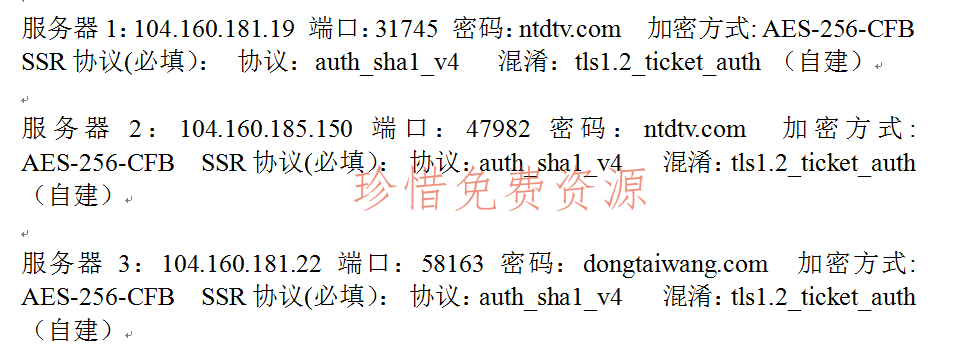 服务器 1: 104.160.181.19 端口: 31745 密码: ntdtv.com 加密方式: AES-256-CFB
SSR 协议(必填): 协议: auth_sha1_v4 混淆: tls1.2_ticket_auth （自建）
服务器 2: 104.160.185.150 端口: 47982 密码: ntdtv.com 加密方式:
AES-256-CFB SSR 协议(必填): 协议: auth_sha1_v4 混淆: tls1.2_ticket_auth
（自建）
珍惜免费资源
服务器 3: 104.160.181.22 端口: 58163 密码: dongtaiwang.com 加密方式:
AES-256-CFB SSR 协议(必填): 协议: auth_sha1_v4 混淆: tls1.2_ticket_auth
（自建）